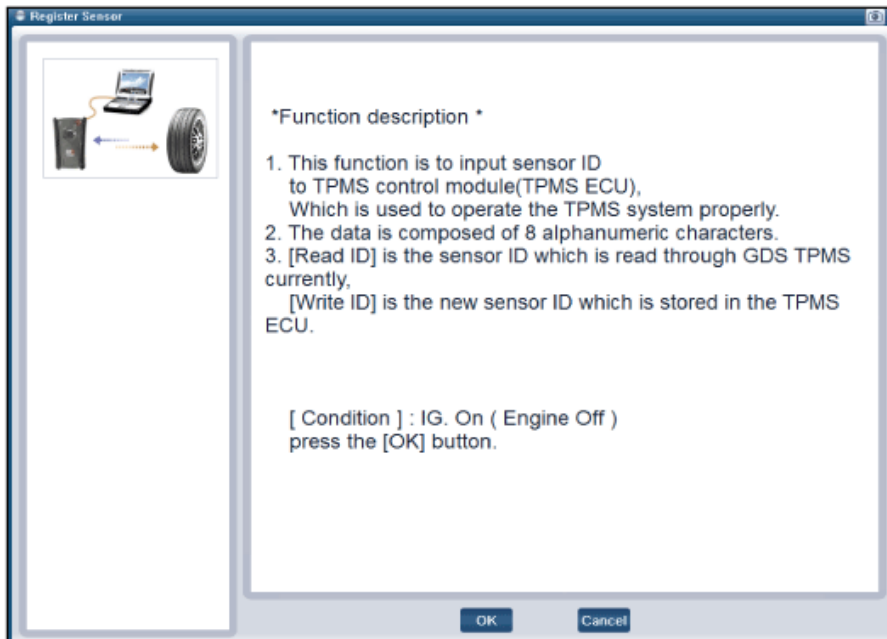 Register Sensor
*Function description *
1. This function is to input sensor ID
to TPMS control module(TPMS ECU),
Which is used to operate the TPMS system properly.
2. The data is composed of 8 alphanumeric characters.
3. [Read ID] is the sensor ID which is read through GDS TPMS
currently,
[Write ID] is the new sensor ID which is stored in the TPMS
ECU.
[ Condition ] : IG. On ( Engine Off )
press the [OK] button.
OK
Cancel